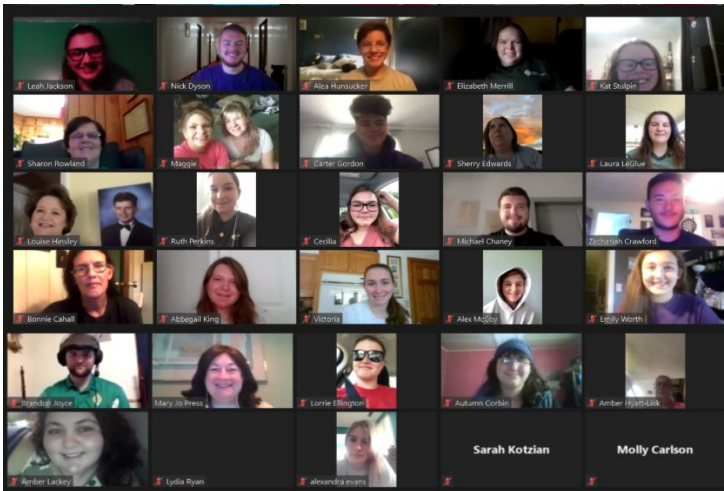 Leah Jackson
Nick Dyson
Alea Hunsucker
Elizabeth Merrill
Kat Stulpin
Sharon Rowland
Maggie
Carter Gordon
Sherry Edwards
Laura LeGlue
Louise Hinsley
Ruth Perkins
Cecilia
Michael Chaney
Zechariah Crawford
Bonnie Cahall
Abbegail King
Victoria
Alex McCoy
Emily Worth
Brandon Joyce
Mary Jo Press
Lorrie Ellington
Autumn Corbin
Amber Hyatt-Lisk
Amber Lackey
Lydia Ryan
alexandra evans
Sarah Kotzian
Molly Carlson